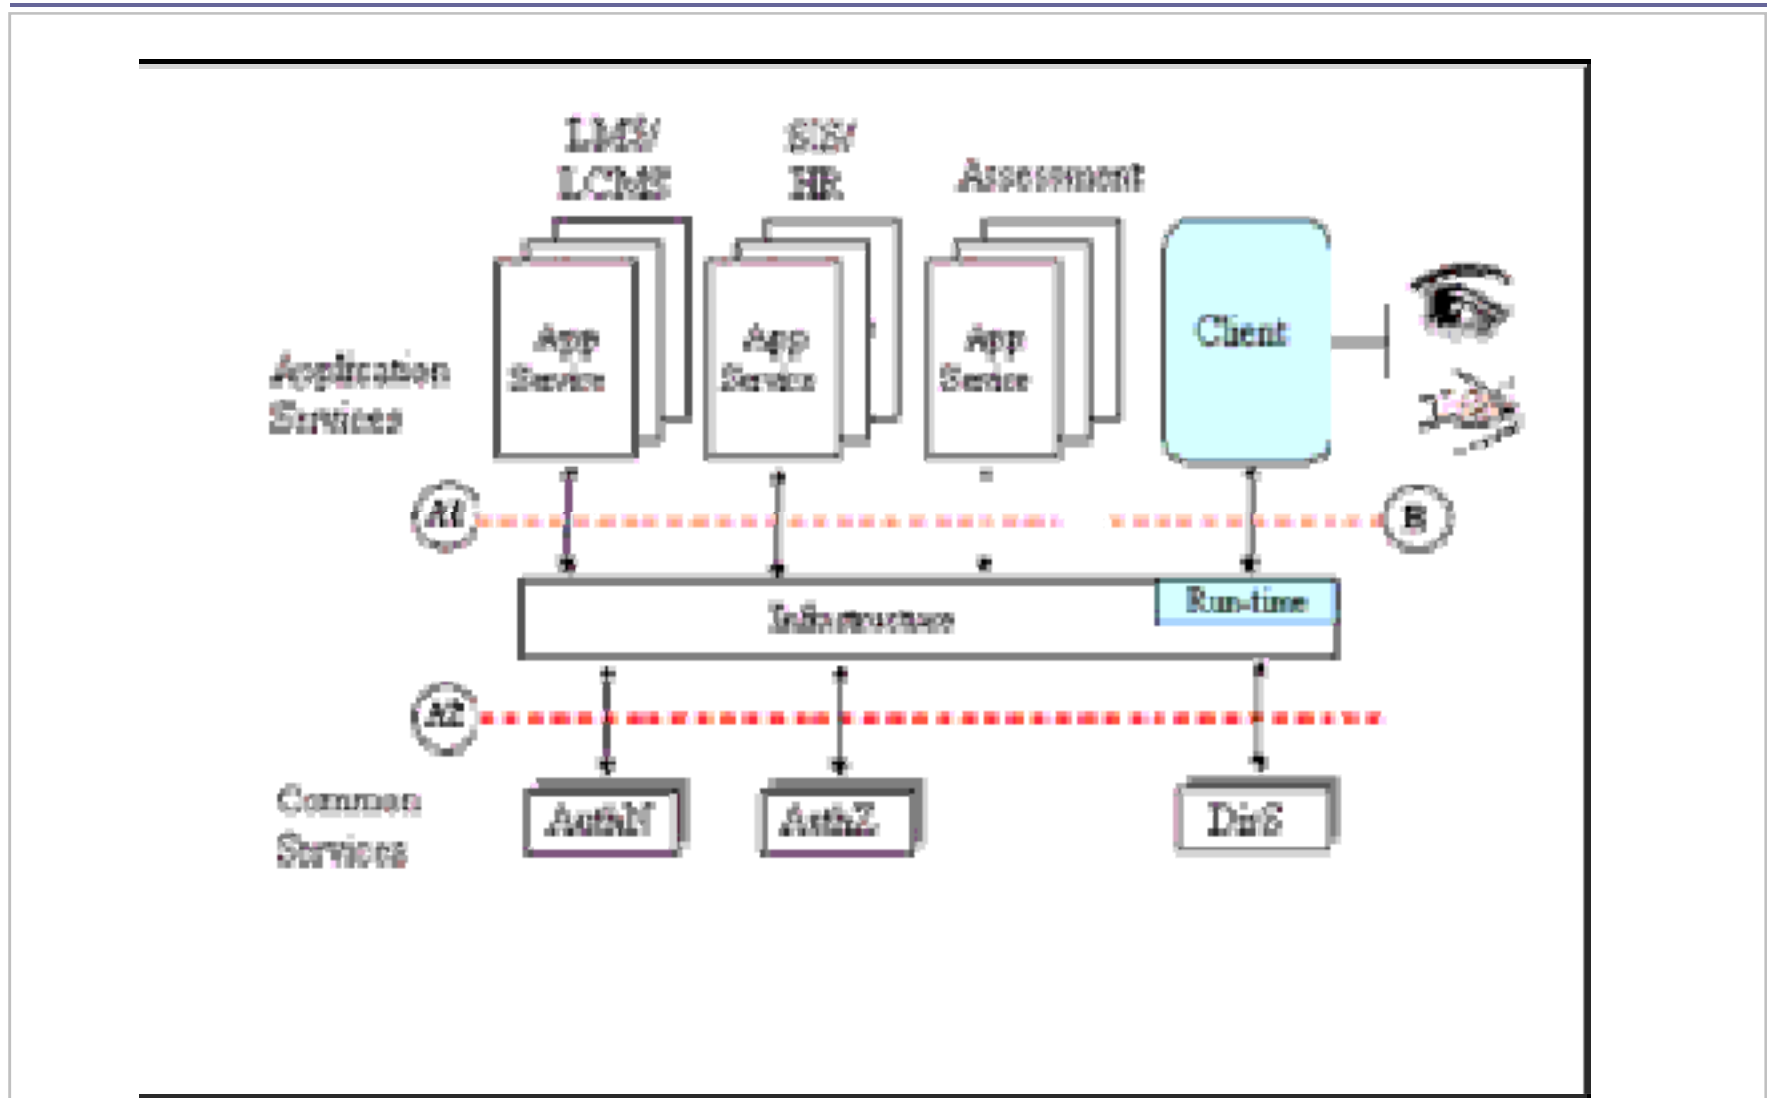 LMS/
LCMS
SIS/
HR
Assessment
App
Service
App
Service
App
Service
Client
Application
Services
A1
B
Run-time
Infrastructure
A2
Common
Services
AuthN
AuthZ
DirS